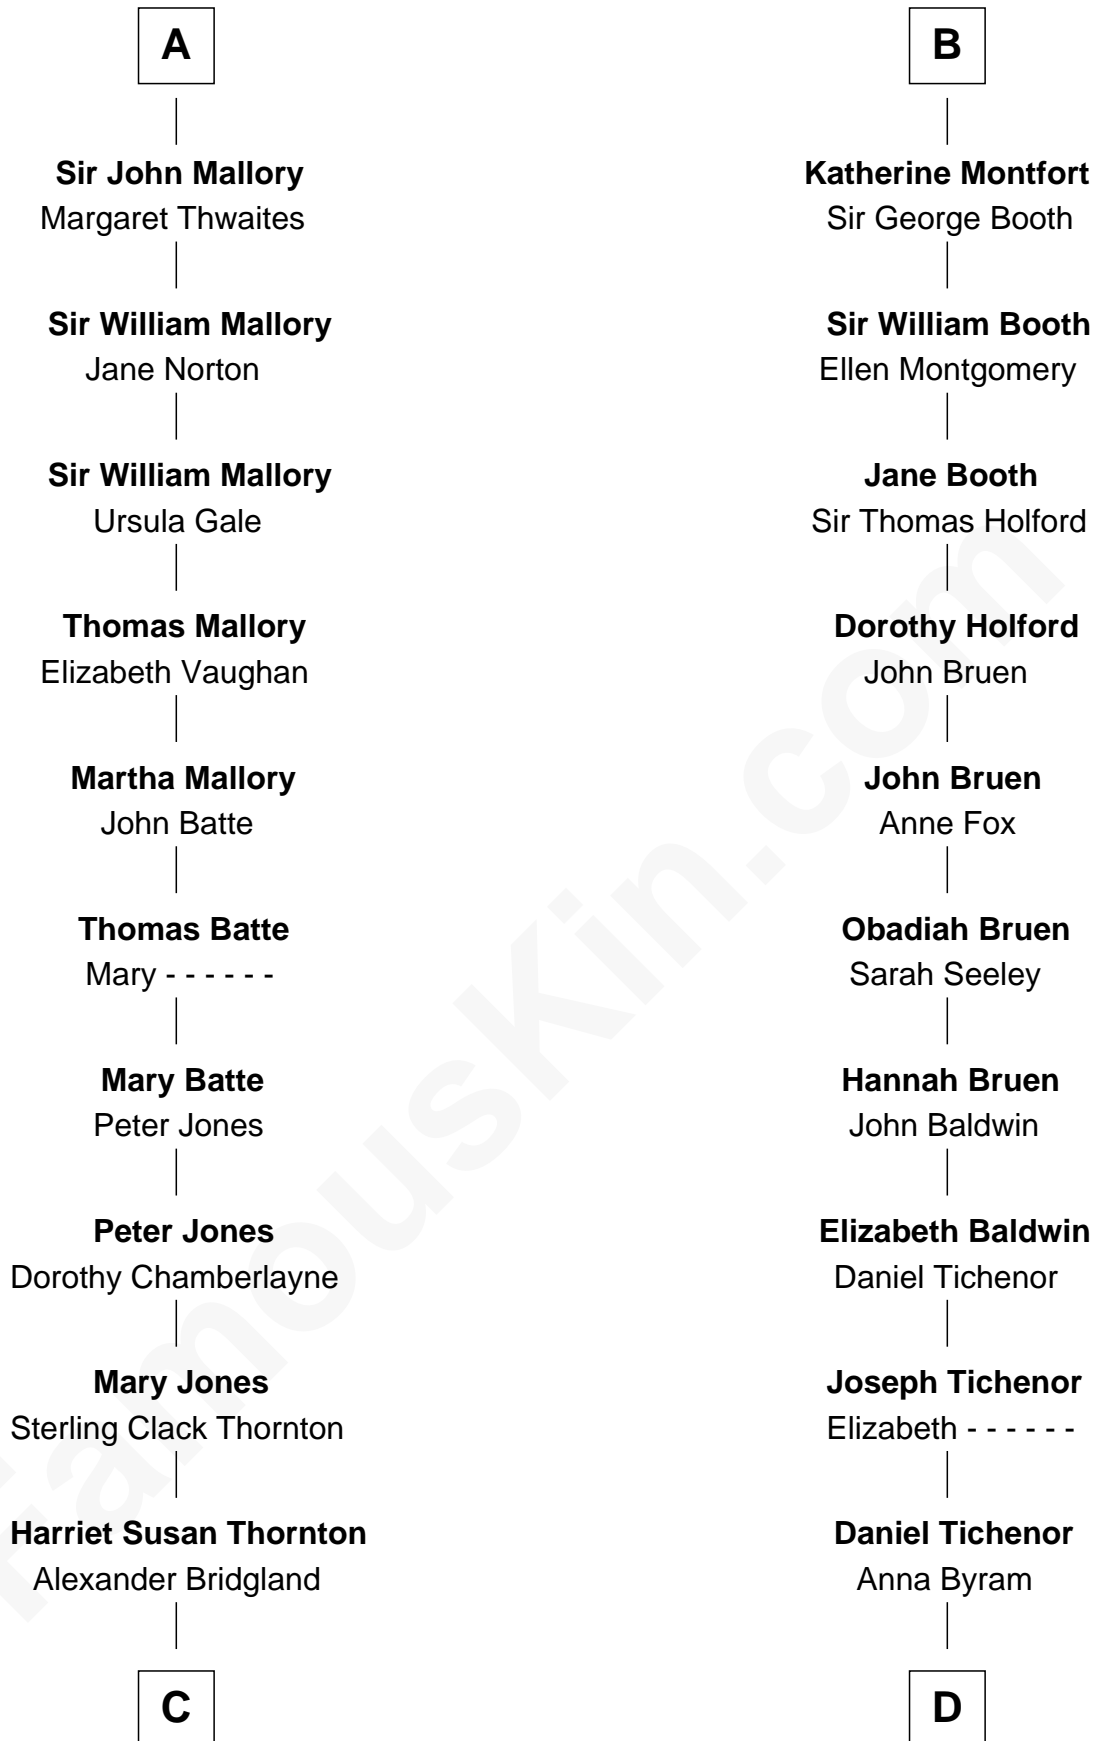 A
Sir John Mallory
Margaret Thwaites
Sir William Mallory
Jane Norton
Sir William Mallory
Ursula Gale
Thomas Mallory
Elizabeth Vaughan
Martha Mallory
John Batte
Thomas Batte
Mary - - - - - -
Mary Batte
Peter Jones
Peter Jones
Dorothy Chamberlayne
Mary Jones
Sterling Clack Thornton
Harriet Susan Thornton
Alexander Bridgland
C
B
Katherine Montfort
Sir George Booth
Sir William Booth
Ellen Montgomery
Jane Booth
Sir Thomas Holford
Dorothy Holford
John Bruen
John Bruen
Anne Fox
Obadiah Bruen
Sarah Seeley
Hannah Bruen
John Baldwin
Elizabeth Baldwin
Daniel Tichenor
Joseph Tichenor
Elizabeth - - - - - -
Daniel Tichenor
Anna Byram
D
famouskin.com